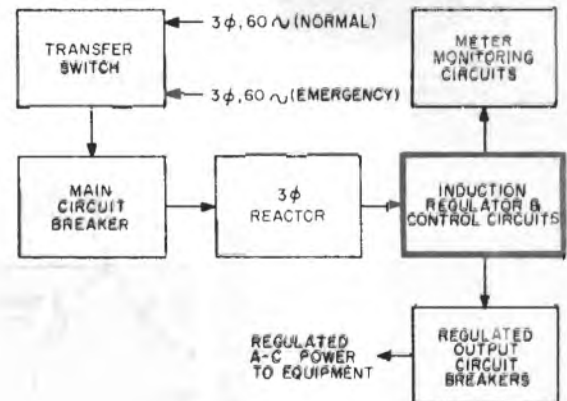 3ϕ, 60 ~ (NORMAL)
TRANSFER
SWITCH
3ϕ, 60 ~ (EMERGENCY)
METER
MONITORING
CIRCUITS
MAIN
CIRCUIT
BREAKER
3ϕ
REACTOR
INDUCTION
REGULATOR &
CONTROL CIRCUITS
REGULATED
A-C POWER
TO EQUIPMENT
REGULATED
OUTPUT
CIRCUIT
BREAKERS